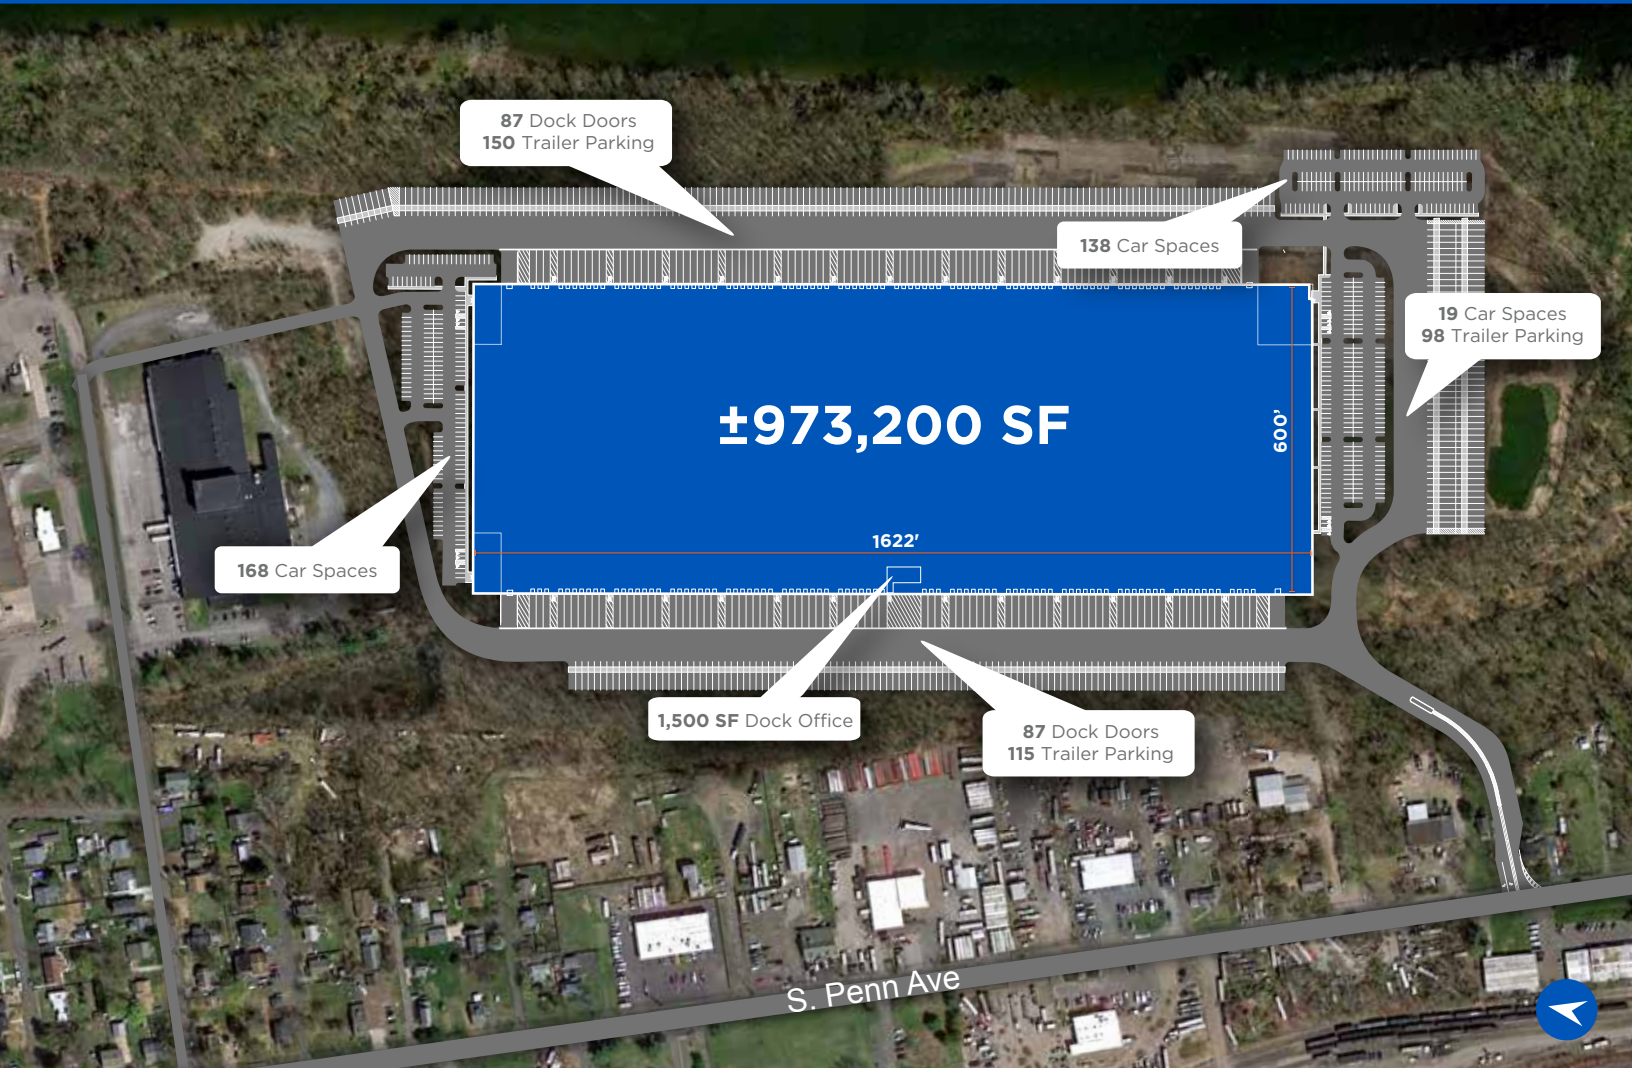 87 Dock Doors
150 Trailer Parking
138 Car Spaces
19 Car Spaces
98 Trailer Parking
±973,200 SF
600'
1622'
168 Car Spaces
1,500 SF Dock Office
87 Dock Doors
115 Trailer Parking
S. Penn Ave